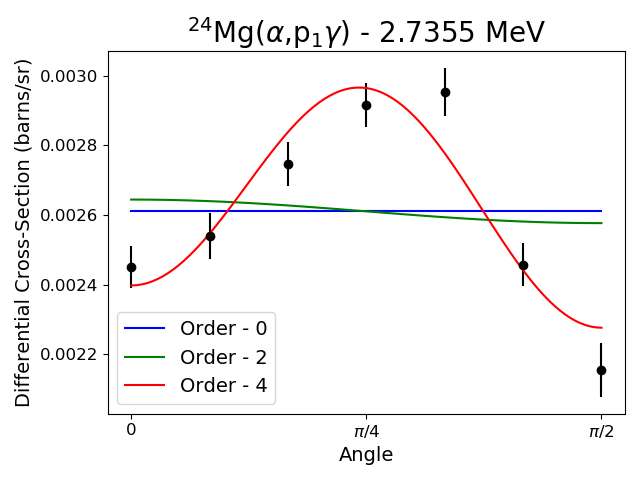 ²⁴Mg(α,p₁γ) - 2.7355 MeV
Differential Cross-Section (barns/sr)
0.0030
0.0028
0.0026
0.0024
0.0022
Order - 0
Order - 2
Order - 4
0
π/4
π/2
Angle